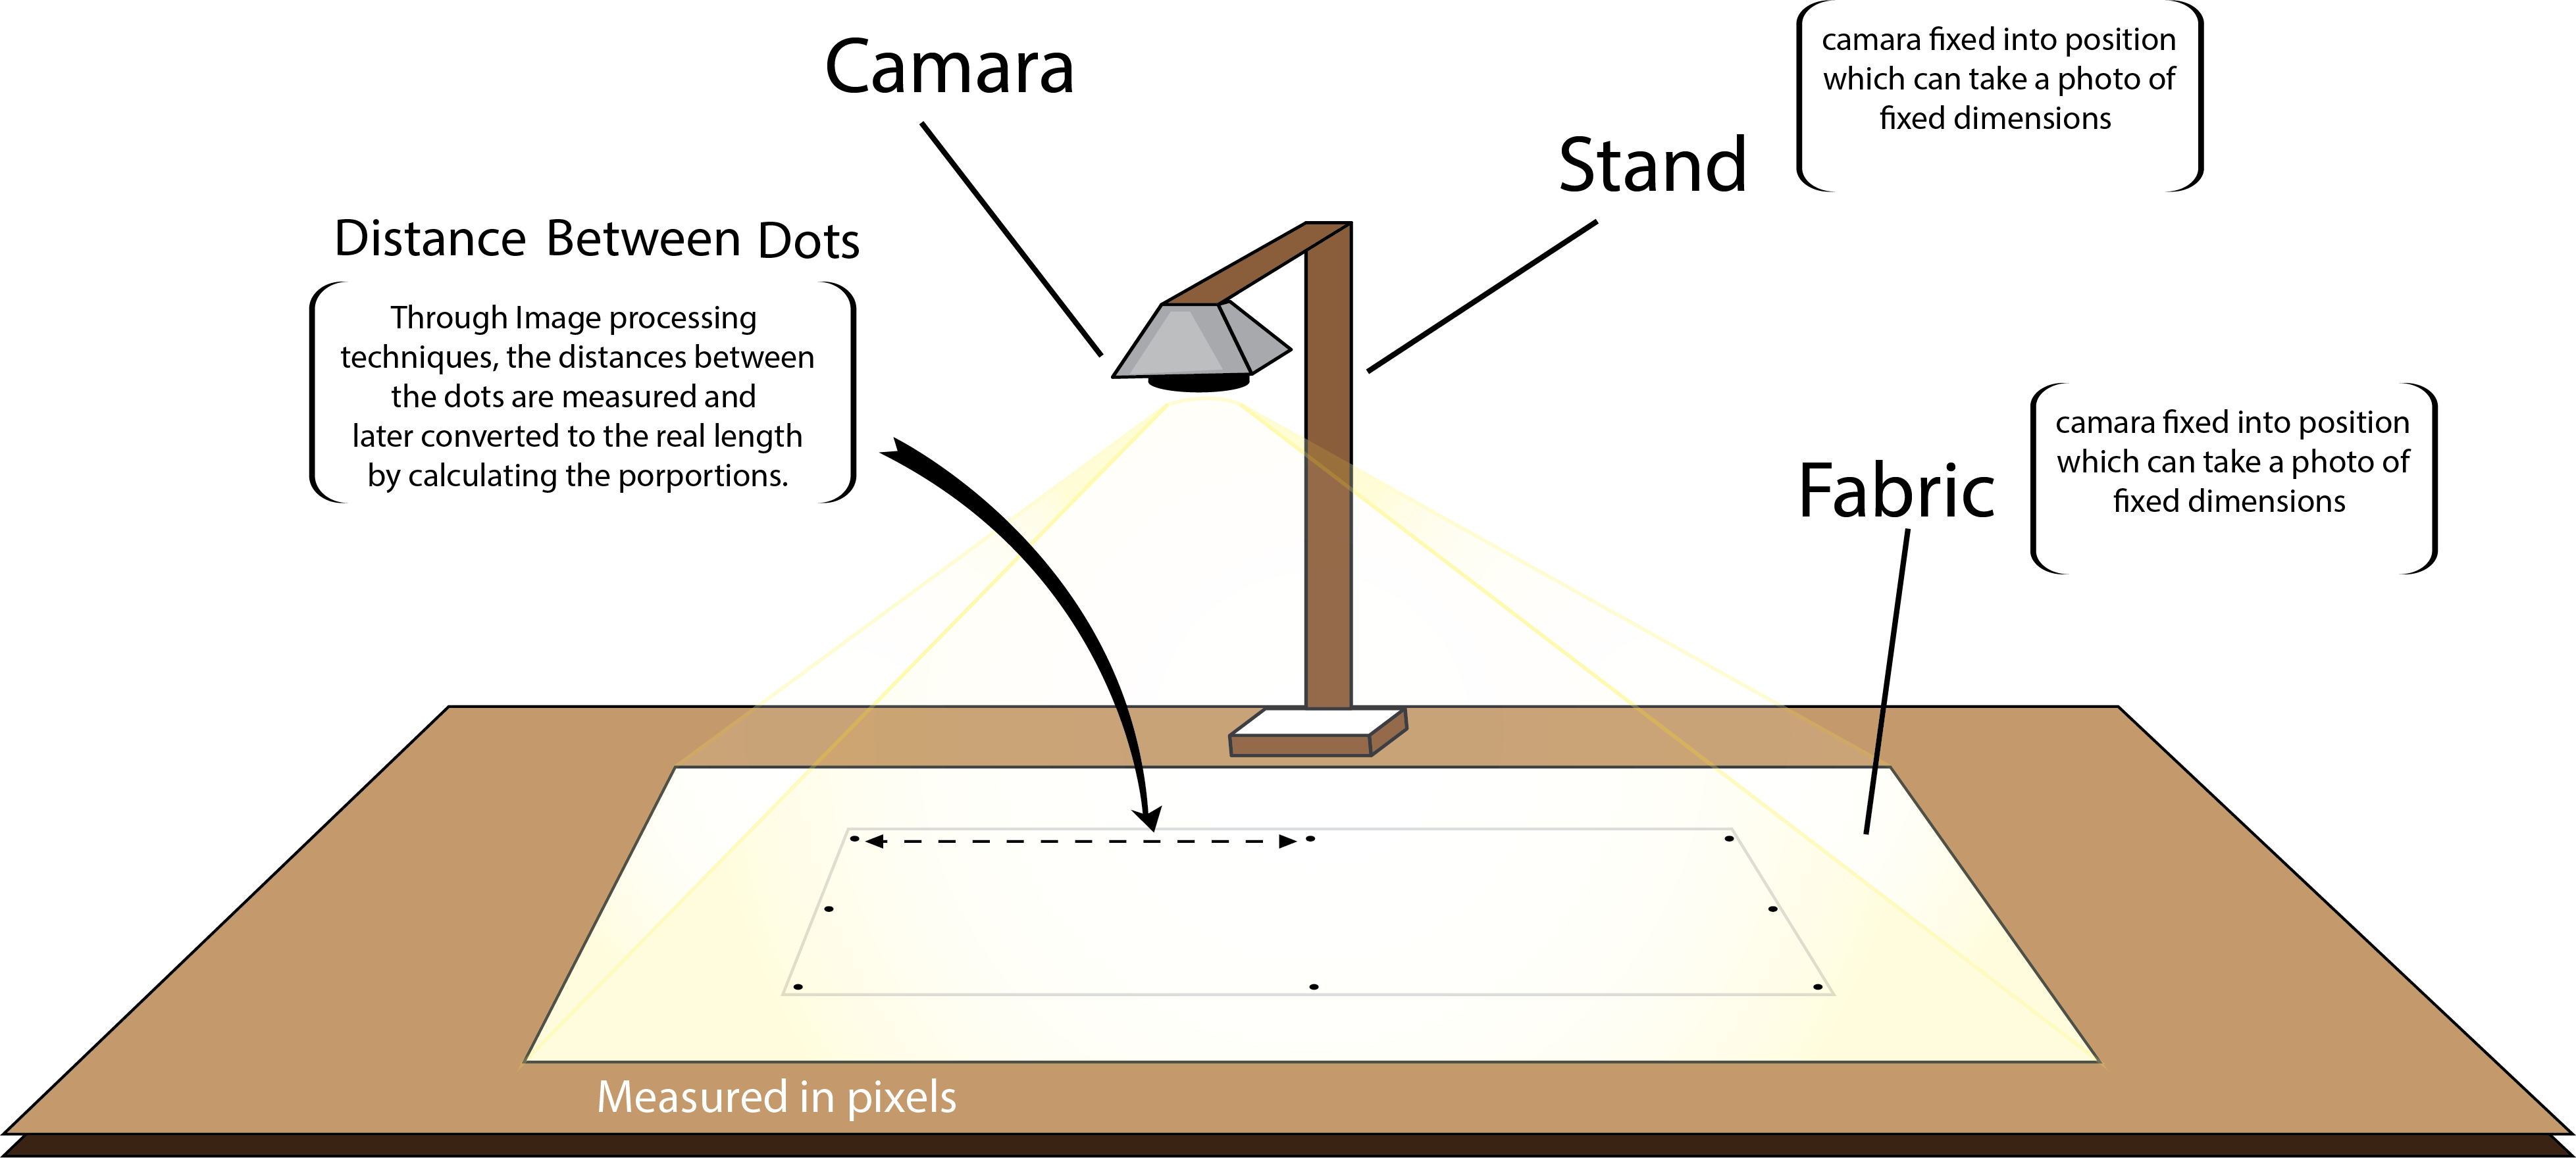 Camara
camara fixed into position
which can take a photo of
fixed dimensions
Stand
Distance Between Dots
Through Image processing
techniques, the distances between
the dots are measured and
later converted to the real length
by calculating the porportions.
camara fixed into position
which can take a photo of
fixed dimensions
Fabric
Measured in pixels